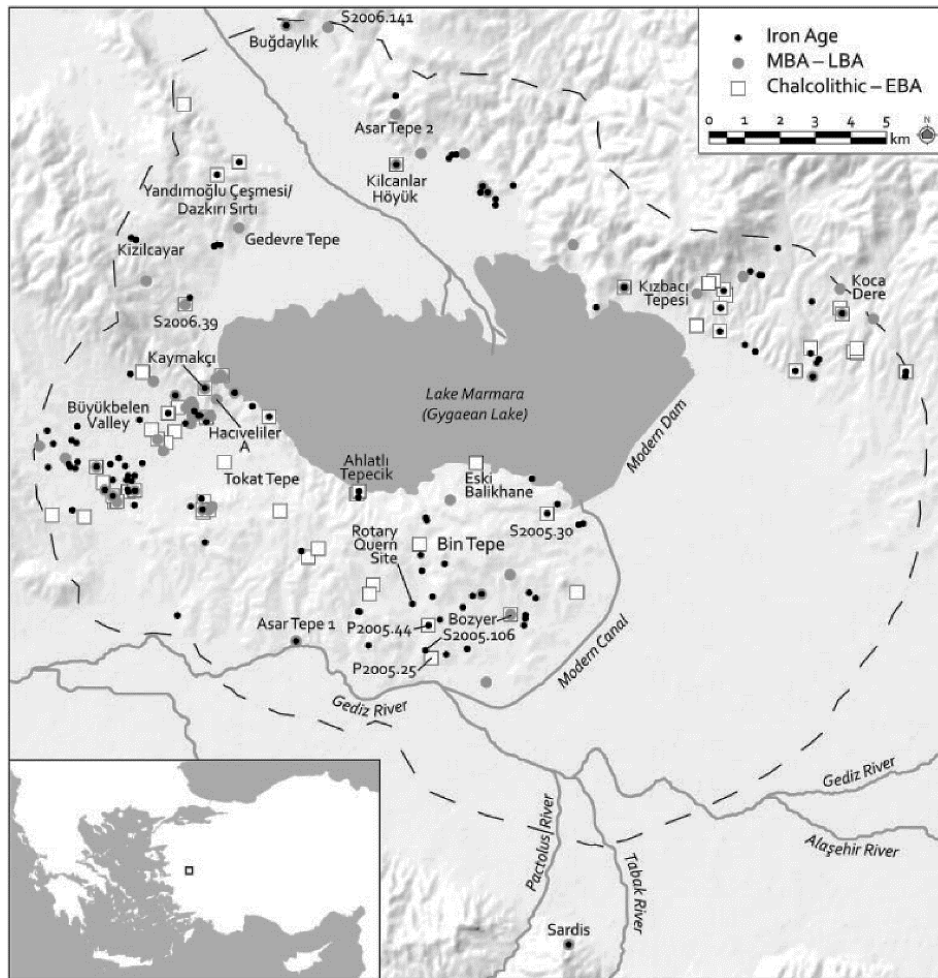 S2006.141
Buğdaylık
Iron Age
MBA – LBA
Chalcolithic – EBA
0 1 2 3 4 5
km
N
Asar Tepe 2
Kilcanlar
Höyük
Yandımoğlu Çeşmesi/
Dazkırı Sırtı
Gedevre Tepe
Kizilcayar
Kızbacı
Tepesi
Koca
Dere
S2006.39
Kaymakçı
Lake Marmara
(Gygaean Lake)
Büyükbelen
Valley
Hacıveliler
A
Modern Dam
Tokat Tepe
Ahlatlı
Tepecik
Eski
Balikhane
S2005.30
Rotary
Quern
Site
Bin Tepe
Bozyer
P2005.44
S2005.106
Asar Tepe 1
P2005.25
Modern Canal
Gediz River
Gediz River
Alaşehir River
Pactolus River
Tabak River
Sardis